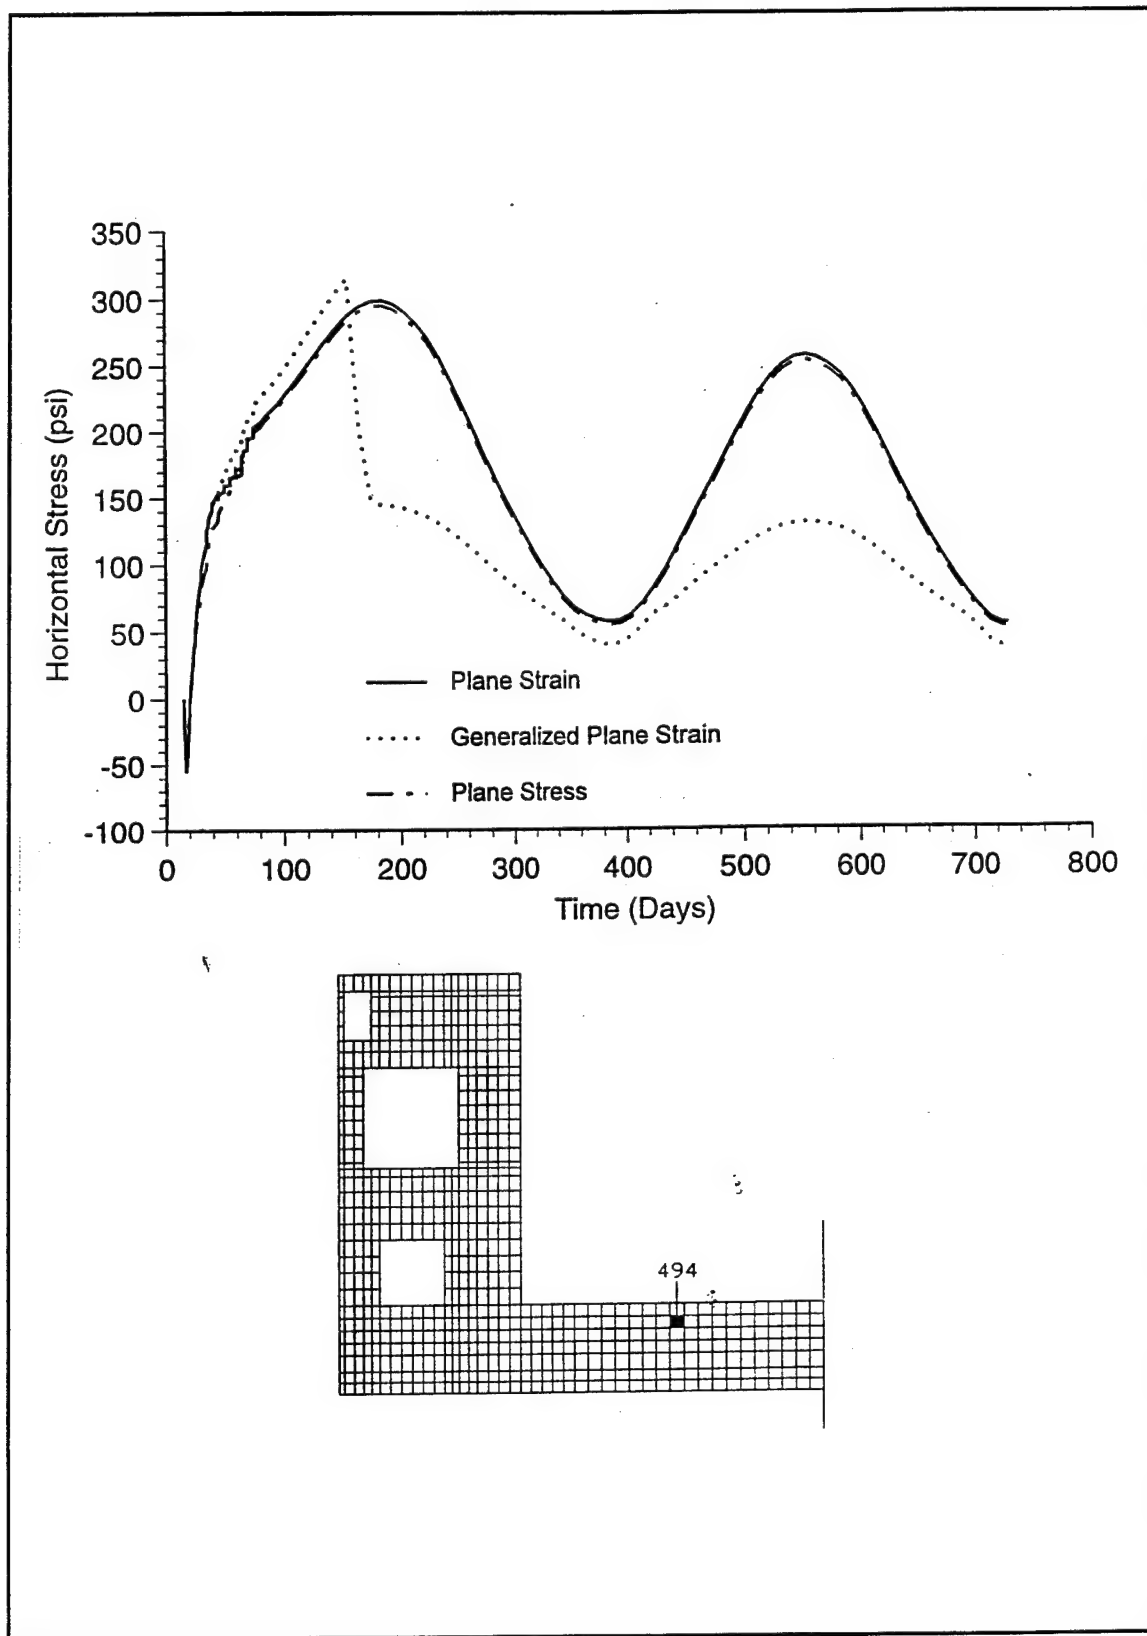 350
300
250
200
150
100
50
0
-50
-100
Horizontal Stress (psi)
Plane Strain
Generalized Plane Strain
Plane Stress
0 100 200 300 400 500 600 700 800
Time (Days)
494